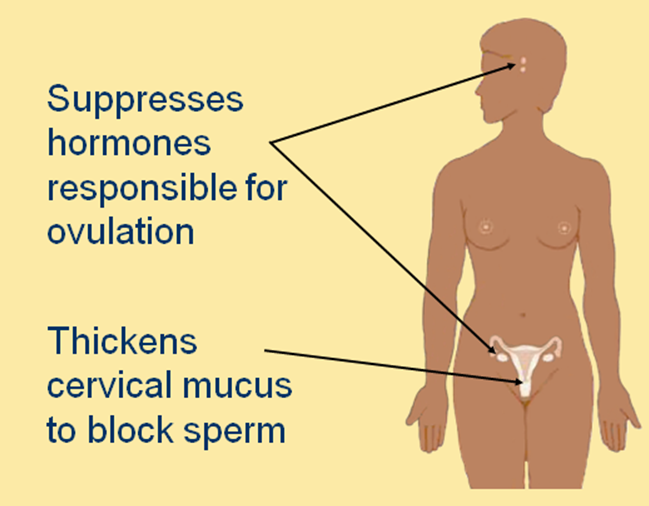 Suppresses
hormones
responsible for
ovulation
Thickens
cervical mucus
to block sperm